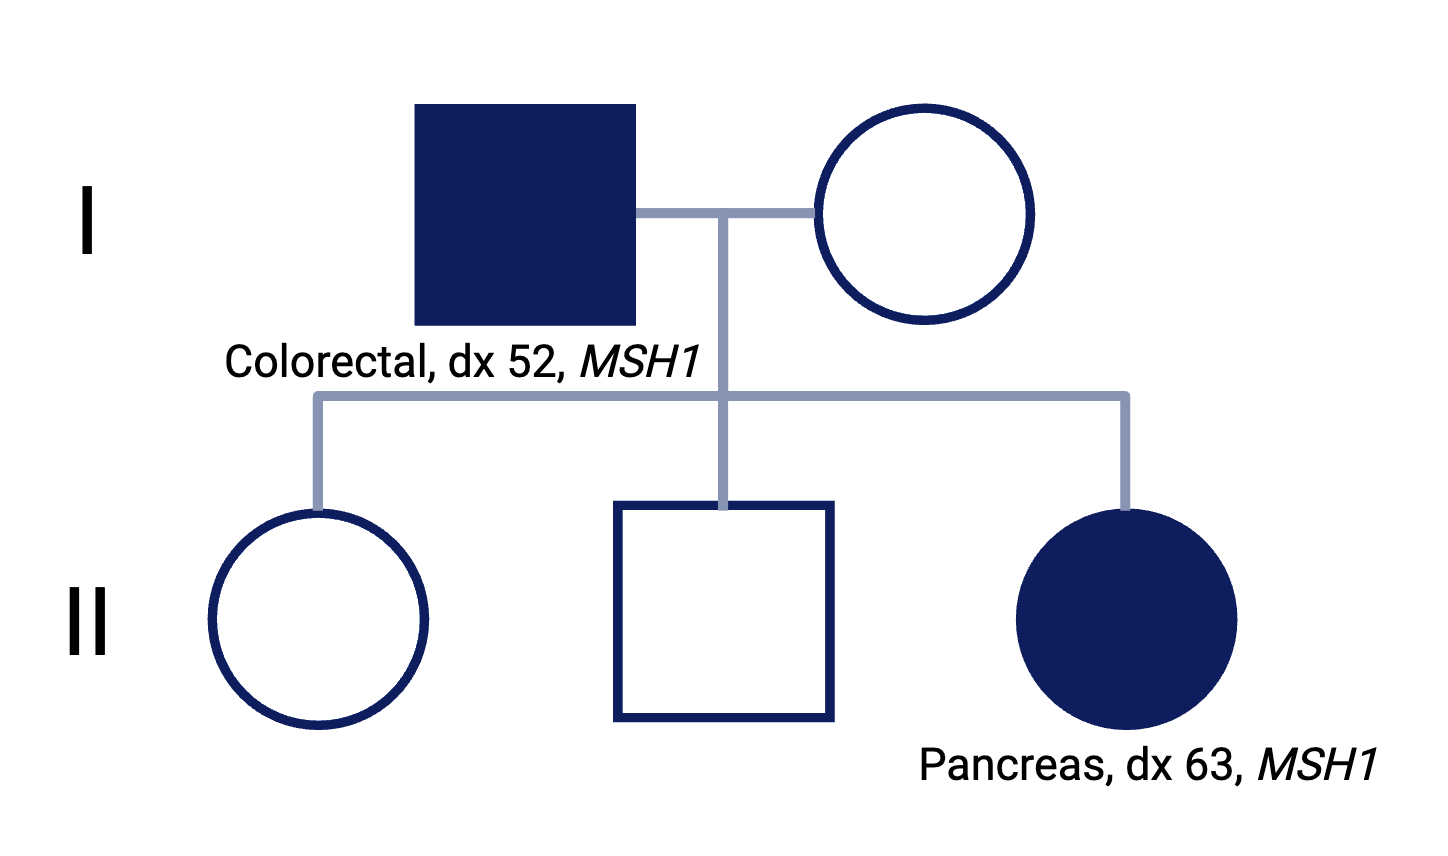 I
Colorectal, dx 52, MSH1
II
Pancreas, dx 63, MSH1